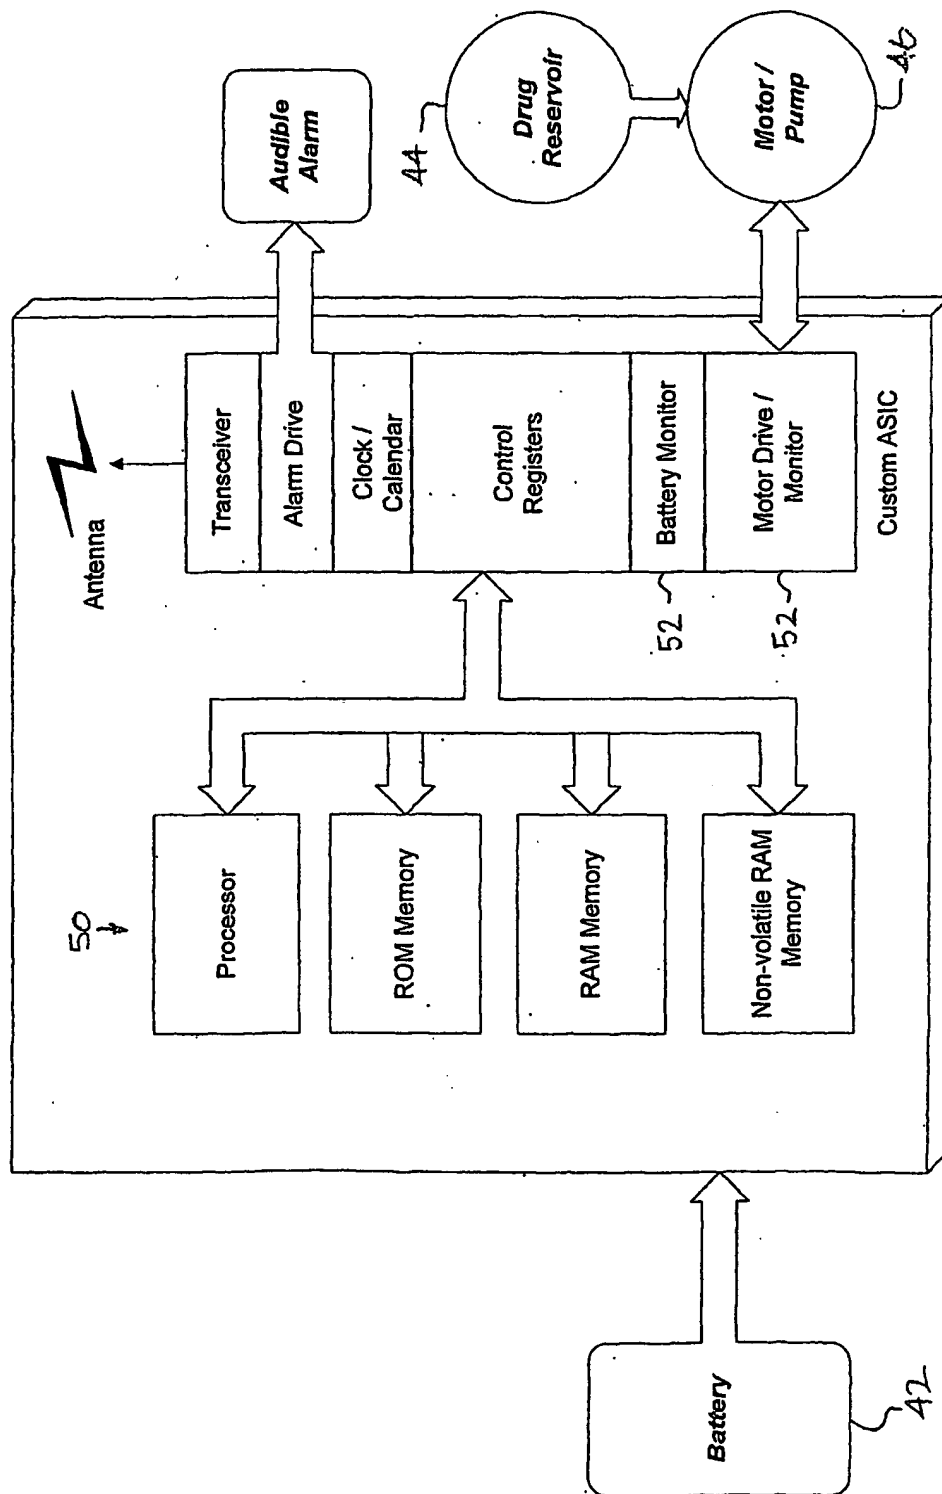 Antenna
50
Processor
ROM Memory
RAM Memory
Non-volatile RAM
Memory
Transceiver
Alarm Drive
Clock /
Calendar
Control
Registers
Battery Monitor
52
Motor Drive /
Monitor
52
Custom ASIC
Audible
Alarm
44
Drug
Reservoir
Motor /
Pump
46
Battery
42